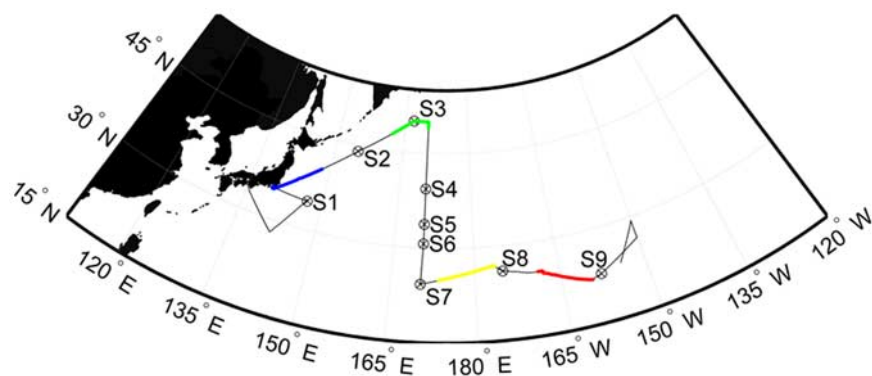 45° N
30° N
15° N
S3
S2
S1
S4
S5
S6
S7
S8
S9
120° E
135° E
150° E
165° E
180° E
165° W
150° W
135° W
120° W